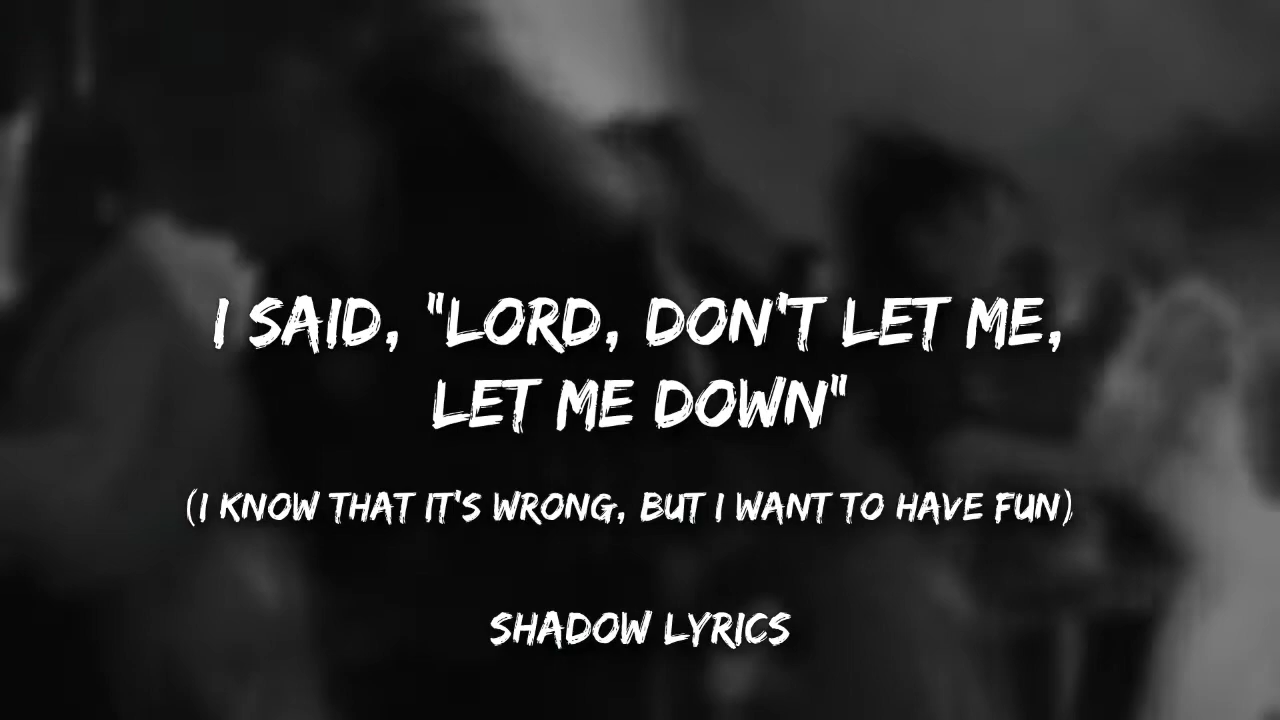 I SAID, "LORD, DON'T LET ME,
LET ME DOWN"
(I KNOW THAT IT'S WRONG, BUT I WANT TO HAVE FUN)
SHADOW LYRICS